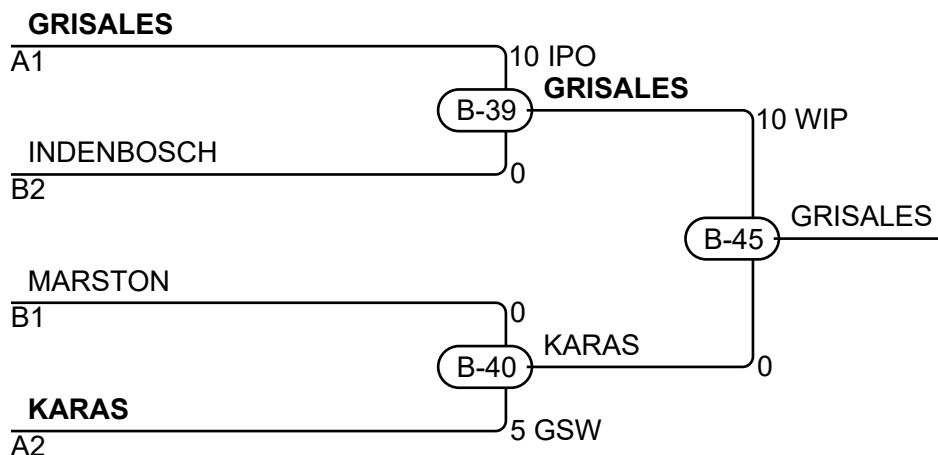 GRISALES
A1
10 IPO
GRISALES
B-39
10 WIP
INDENBOSCH
B2
0
GRISALES
B-45
MARSTON
B1
0
KARAS
B-40
0
KARAS
A2
5 GSW